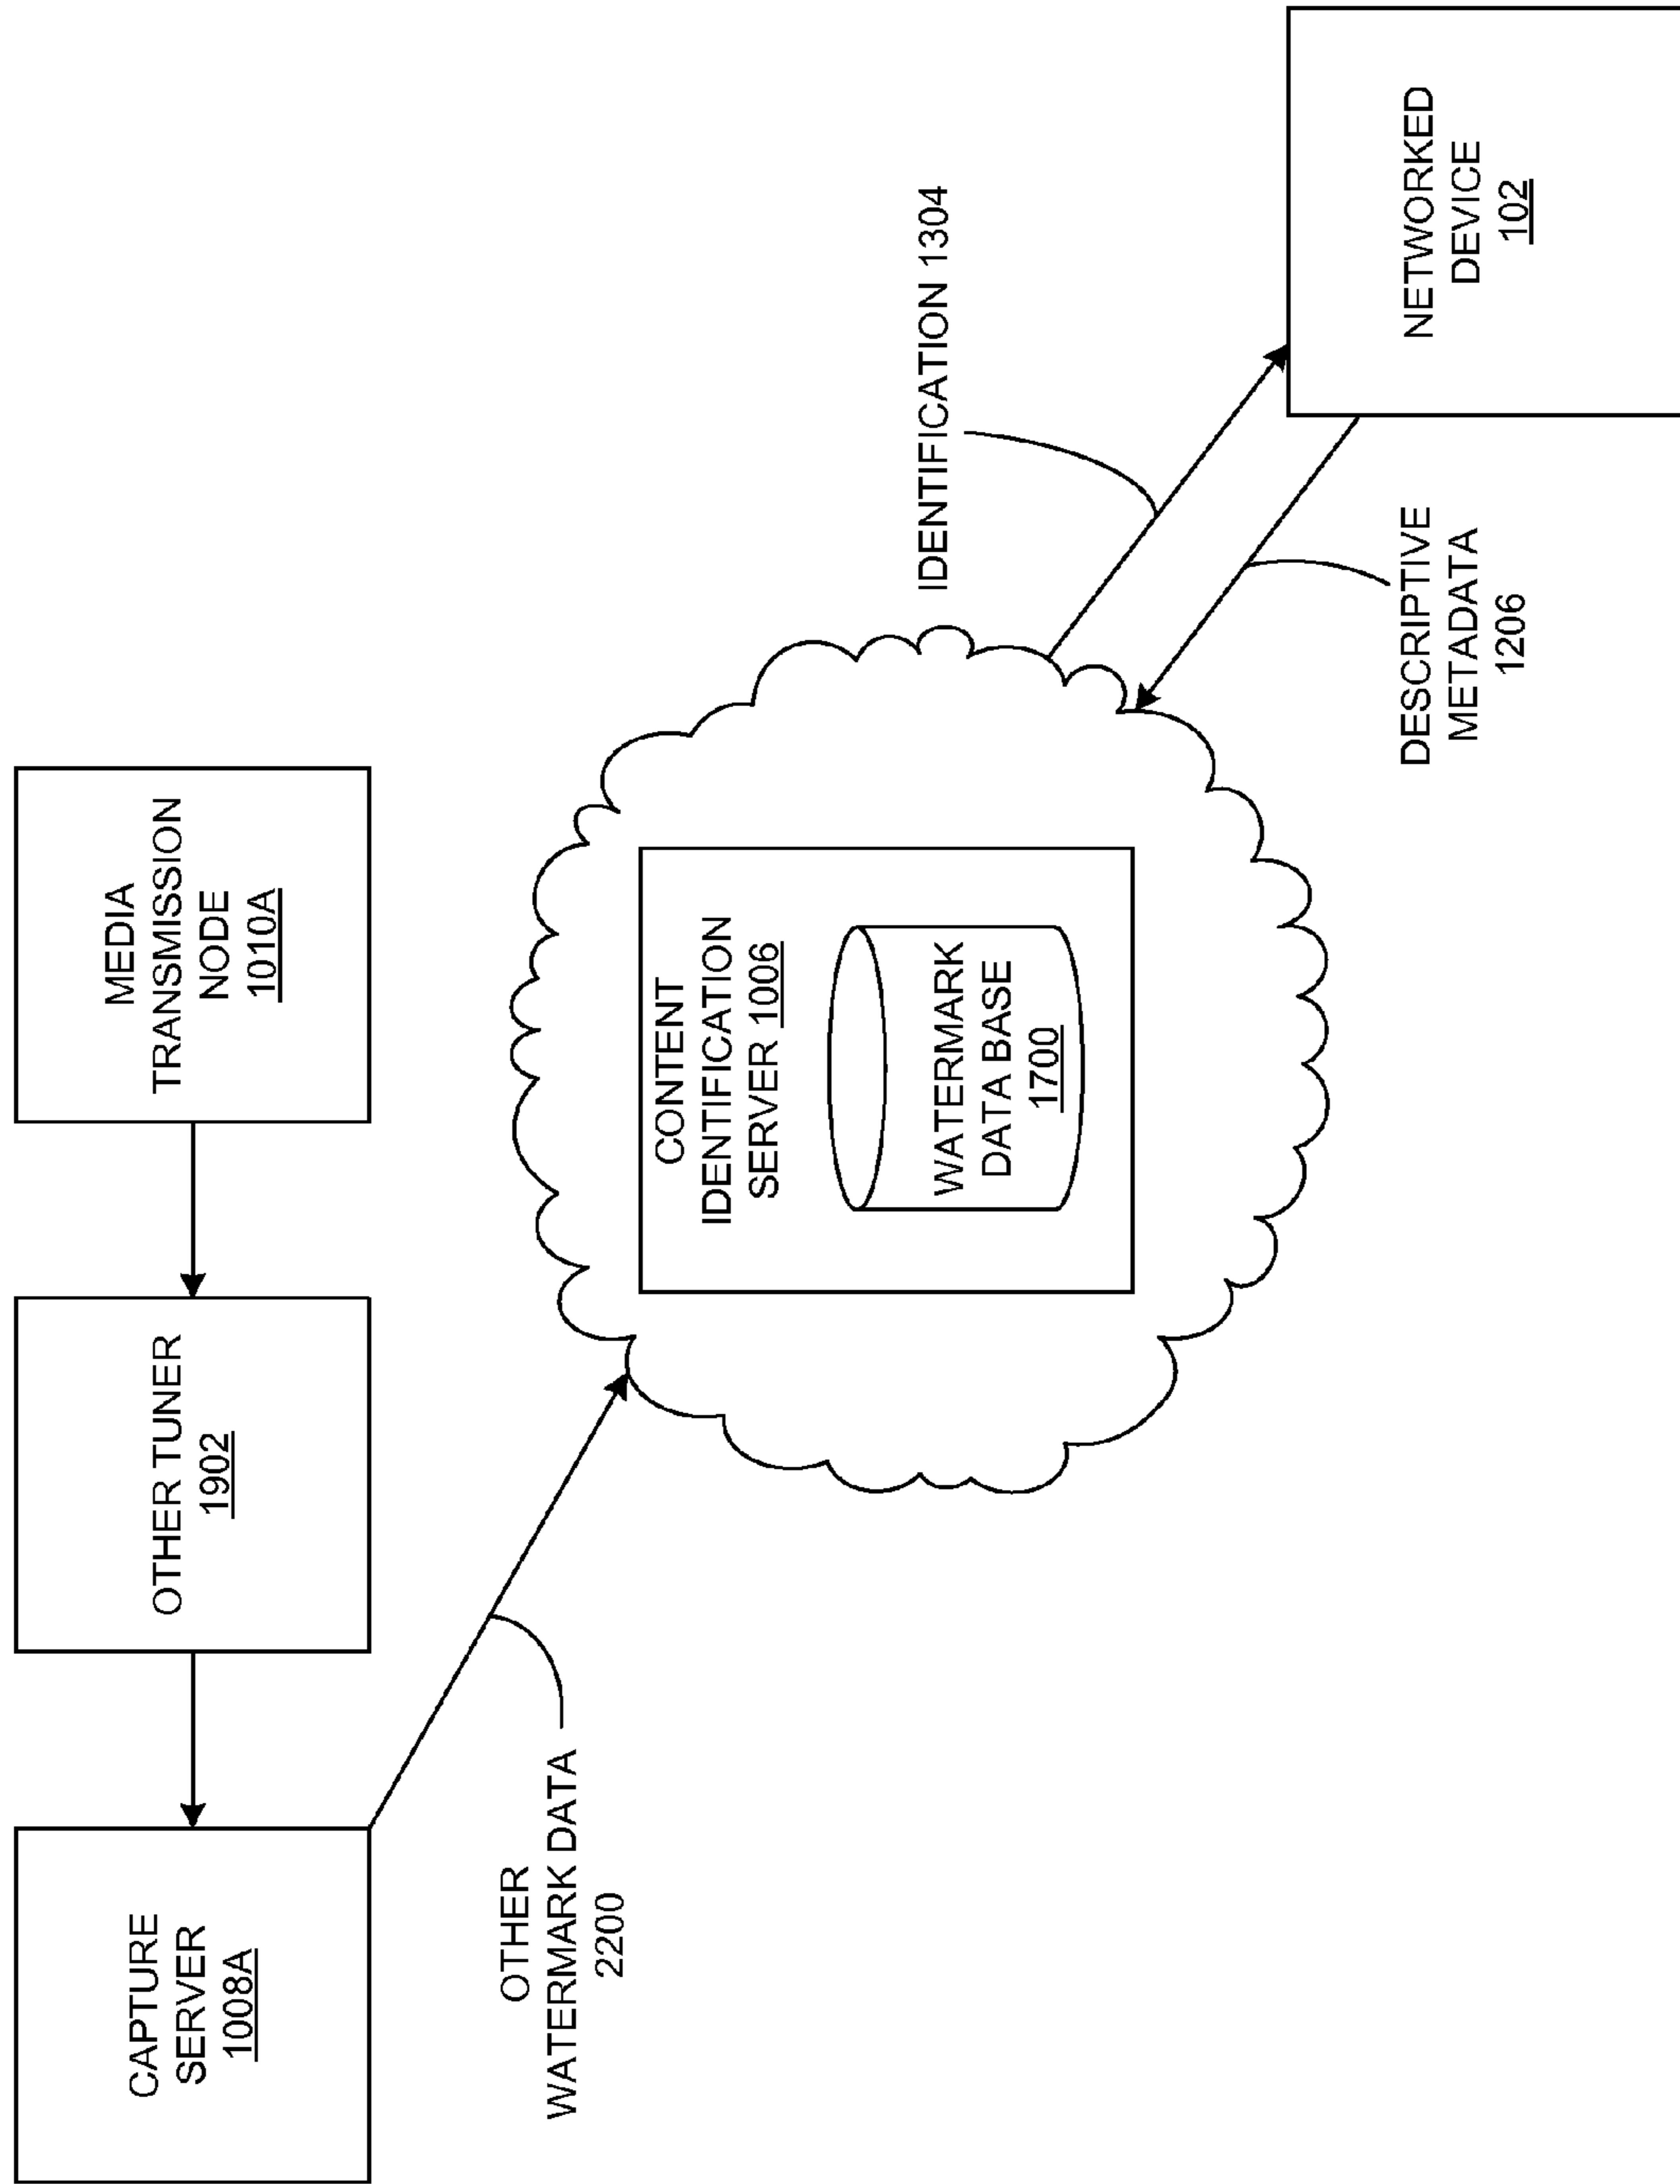 CAPTURE
SERVER
1008A
OTHER TUNER
1902
MEDIA
TRANSMISSION
NODE
1010A
OTHER
WATERMARK DATA
2200
CONTENT
IDENTIFICATION
SERVER 1006
WATERMARK
DATA BASE
1700
IDENTIFICATION 1304
DESCRIPTIVE
METADATA
1206
NETWORKED
DEVICE
102